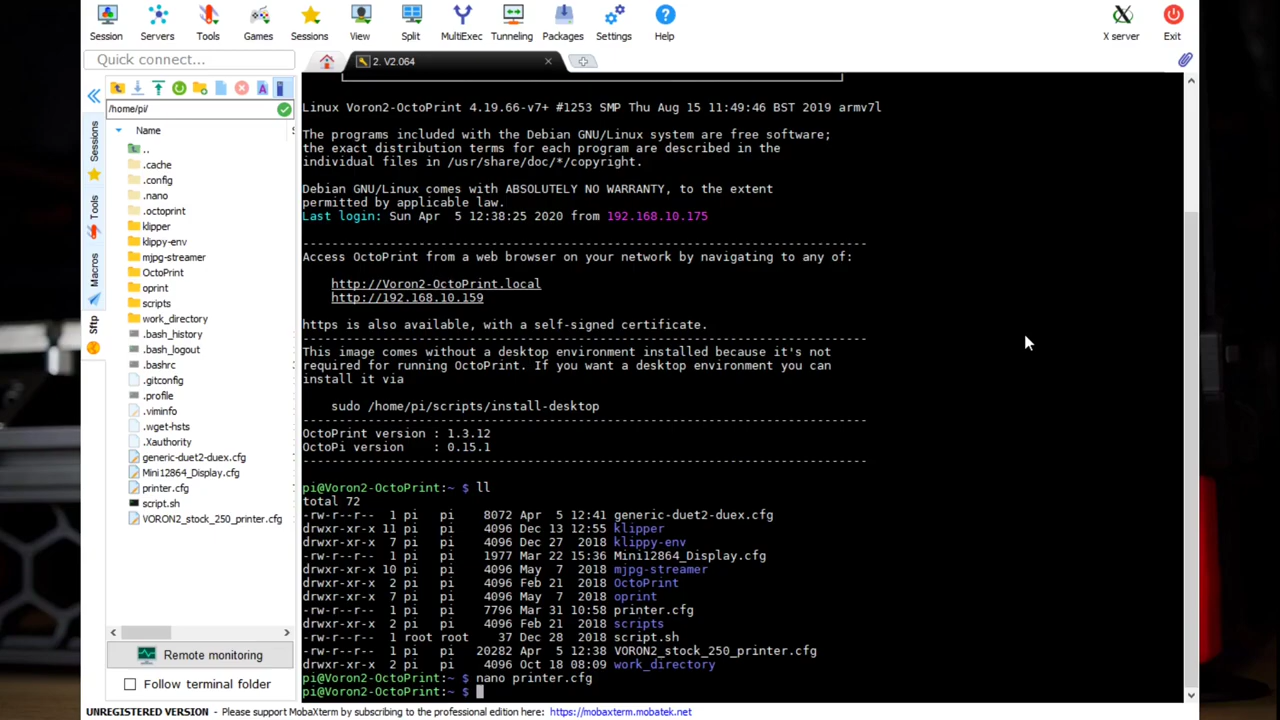 Session Servers Tools Games Sessions View Split MultiExec Tunneling Packages Settings Help X server Exit
Quick connect...
2. V2.064
/home/pi/
Name
Sessions
Tools
Macros
Sftp
..
.cache
.config
.nano
.octoprint
klipper
klippy-env
mjpg-streamer
OctoPrint
oprint
scripts
work_directory
.bash_history
.bash_logout
.bashrc
.gitconfig
.profile
.viminfo
.wget-hsts
.Xauthority
generic-duet2-duex.cfg
Mini12864_Display.cfg
printer.cfg
script.sh
VORON2_stock_250_printer.cfg
Remote monitoring
Follow terminal folder
Linux Voron2-OctoPrint 4.19.66-v7+ #1253 SMP Thu Aug 15 11:49:46 BST 2019 armv7l
The programs included with the Debian GNU/Linux system are free software;
the exact distribution terms for each program are described in the
individual files in /usr/share/doc/*/copyright.
Debian GNU/Linux comes with ABSOLUTELY NO WARRANTY, to the extent
permitted by applicable law.
Last login: Sun Apr  5 12:38:25 2020 from 192.168.10.175
--------------------------------------------------------------
Access OctoPrint from a web browser on your network by navigating to any of:
http://Voron2-OctoPrint.local
http://192.168.10.159
https is also available, with a self-signed certificate.
--------------------------------------------------------------
This image comes without a desktop environment installed because it's not
required for running OctoPrint. If you want a desktop environment you can
install it via
sudo /home/pi/scripts/install-desktop
--------------------------------------------------------------
OctoPrint version : 1.3.12
OctoPi version    : 0.15.1
--------------------------------------------------------------
pi@Voron2-OctoPrint:~ $ ll
total 72
-rw-r--r--  1 pi   pi    8072 Apr  5 12:41 generic-duet2-duex.cfg
drwxr-xr-x 11 pi   pi    4096 Dec 13 12:55 klipper
drwxr-xr-x  7 pi   pi    4096 Dec 27  2018 klippy-env
-rw-r--r--  1 pi   pi    1977 Mar 22 15:36 Mini12864_Display.cfg
drwxr-xr-x 10 pi   pi    4096 May  7  2018 mjpg-streamer
drwxr-xr-x  2 pi   pi    4096 Feb 21  2018 OctoPrint
drwxr-xr-x  7 pi   pi    4096 May  7  2018 oprint
-rw-r--r--  1 pi   pi    7796 Mar 31 10:58 printer.cfg
drwxr-xr-x  2 pi   pi    4096 Feb 21  2018 scripts
-rw-r--r--  1 root root    37 Dec 28  2018 script.sh
-rw-r--r--  1 pi   pi   20282 Apr  5 12:38 VORON2_stock_250_printer.cfg
drwxr-xr-x  2 pi   pi    4096 Oct 18 08:09 work_directory
pi@Voron2-OctoPrint:~ $ nano printer.cfg
pi@Voron2-OctoPrint:~ $
UNREGISTERED VERSION - Please support MobaXterm by subscribing to the professional edition here: https://mobaxterm.mobatek.net